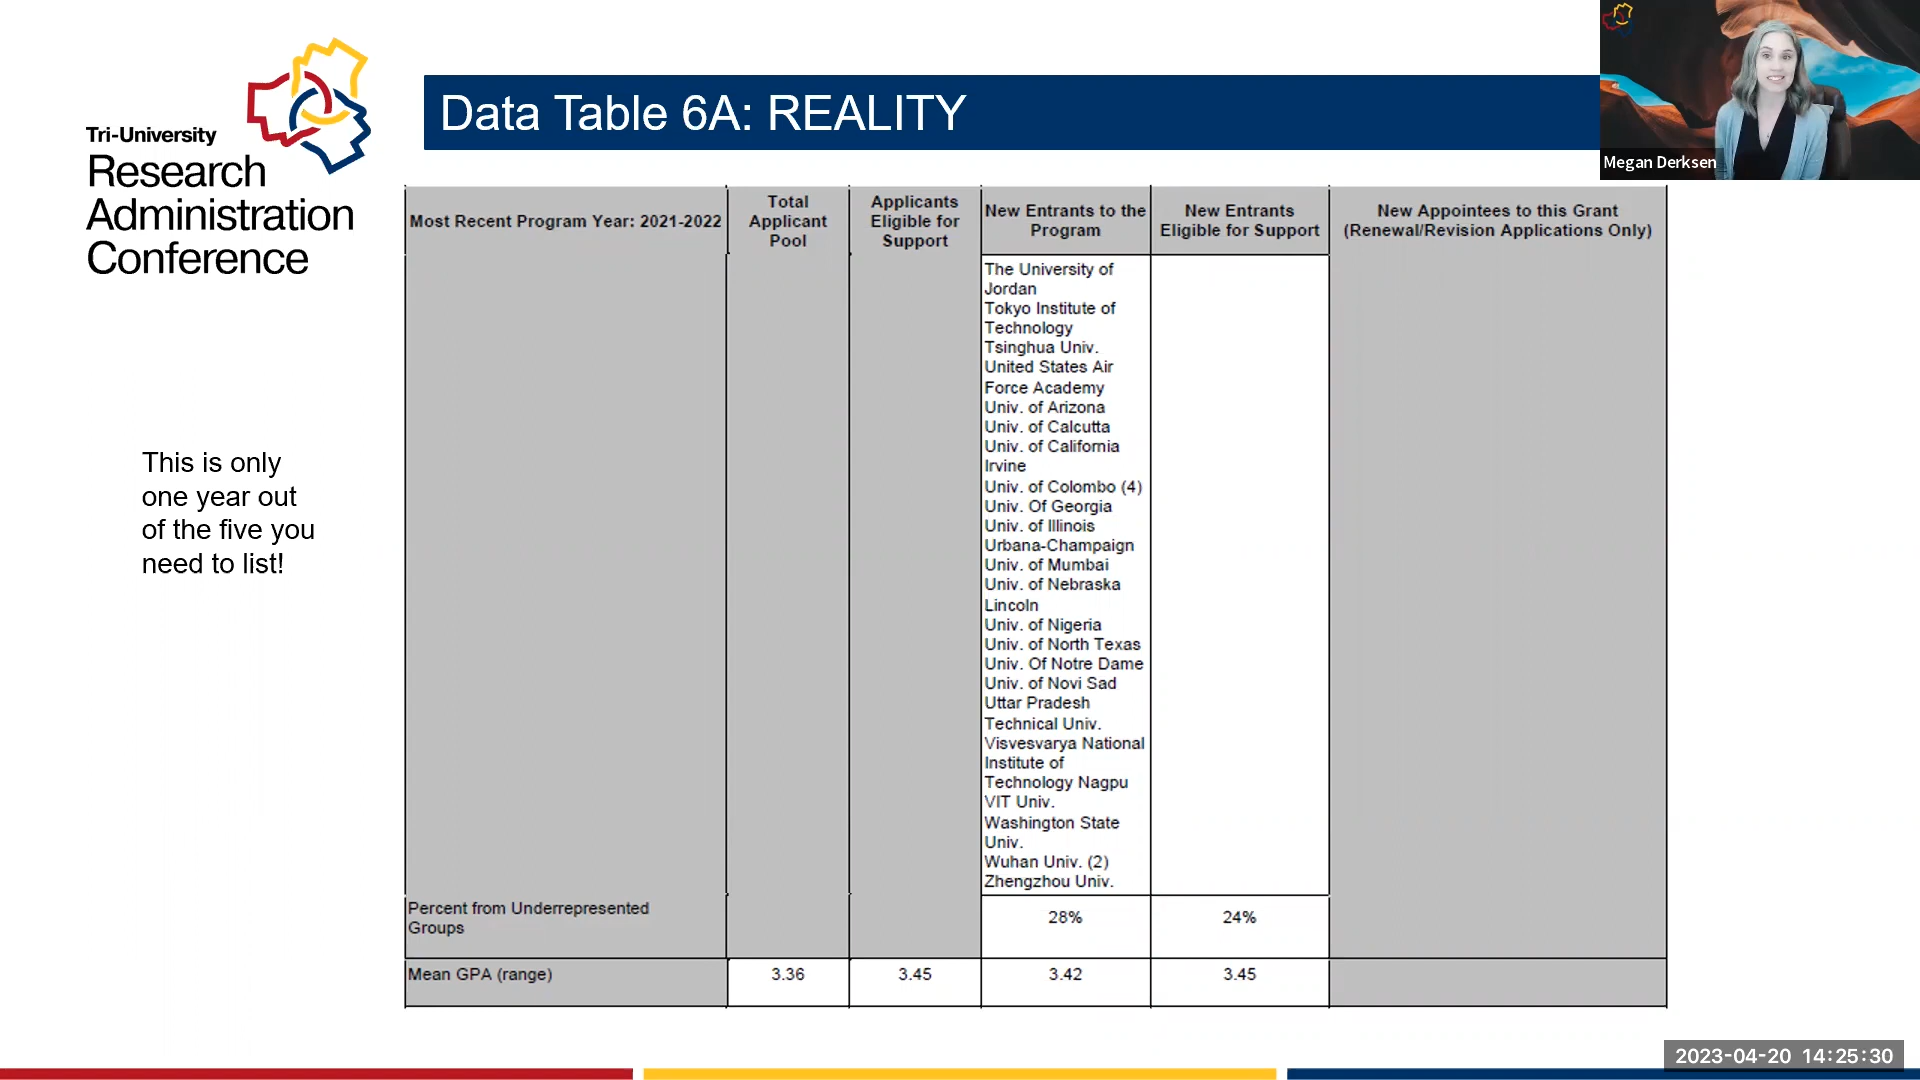 Tri-University
Research
Administration
Conference
Data Table 6A: REALITY
Megan Derksen
This is only
one year out
of the five you
need to list!
Most Recent Program Year: 2021-2022
Total
Applicant
Pool
Applicants
Eligible for
Support
New Entrants to the
Program
New Entrants
Eligible for Support
New Appointees to this Grant
(Renewal/Revision Applications Only)
The University of
Jordan
Tokyo Institute of
Technology
Tsinghua Univ.
United States Air
Force Academy
Univ. of Arizona
Univ. of Calcutta
Univ. of California
Irvine
Univ. of Colombo (4)
Univ. Of Georgia
Univ. of Illinois
Urbana-Champaign
Univ. of Mumbai
Univ. of Nebraska
Lincoln
Univ. of Nigeria
Univ. of North Texas
Univ. Of Notre Dame
Univ. of Novi Sad
Uttar Pradesh
Technical Univ.
Visvesvarya National
Institute of
Technology Nagpu
VIT Univ.
Washington State
Univ.
Wuhan Univ. (2)
Zhengzhou Univ.
Percent from Underrepresented
Groups
28%
24%
Mean GPA (range)
3.36
3.45
3.42
3.45
2023-04-20 14:25:30